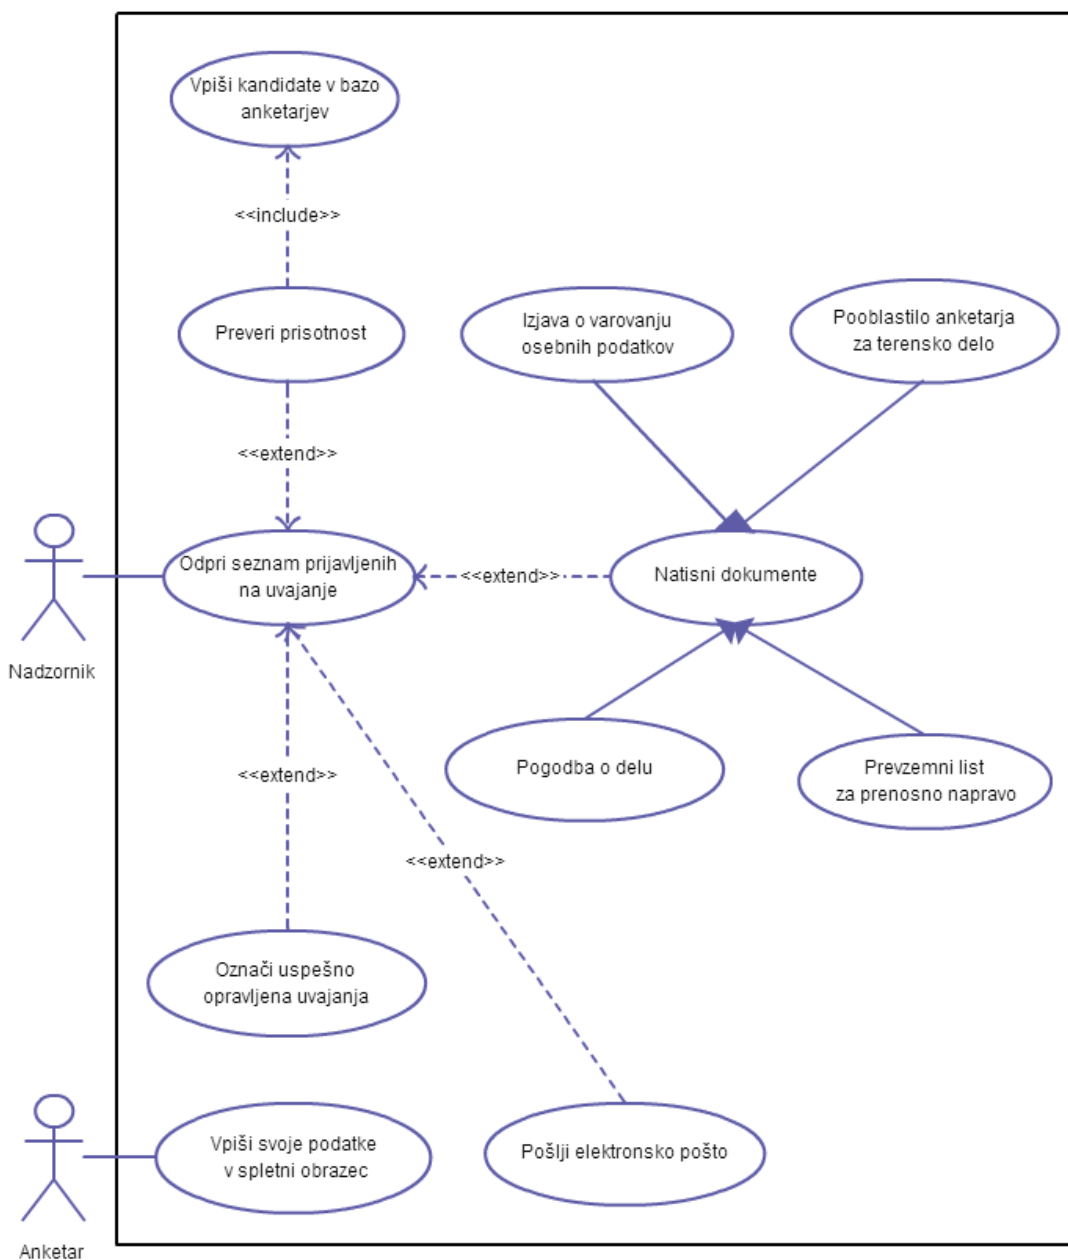 Vpiši kandidate v bazo
anketarjev
<<include>>
Preveri prisotnost
Izjava o varovanju
osebnih podatkov
Pooblastilo anketarja
za terensko delo
<<extend>>
Odpri seznam prijavljenih
na uvajanje
<<extend>>
Natisni dokumente
Nadzornik
<<extend>>
Pogodba o delu
Prevzemni list
za prenosno napravo
<<extend>>
Označi uspešno
opravljena uvajanja
Vpiši svoje podatke
v spletni obrazec
Pošlji elektronsko pošto
Anketar